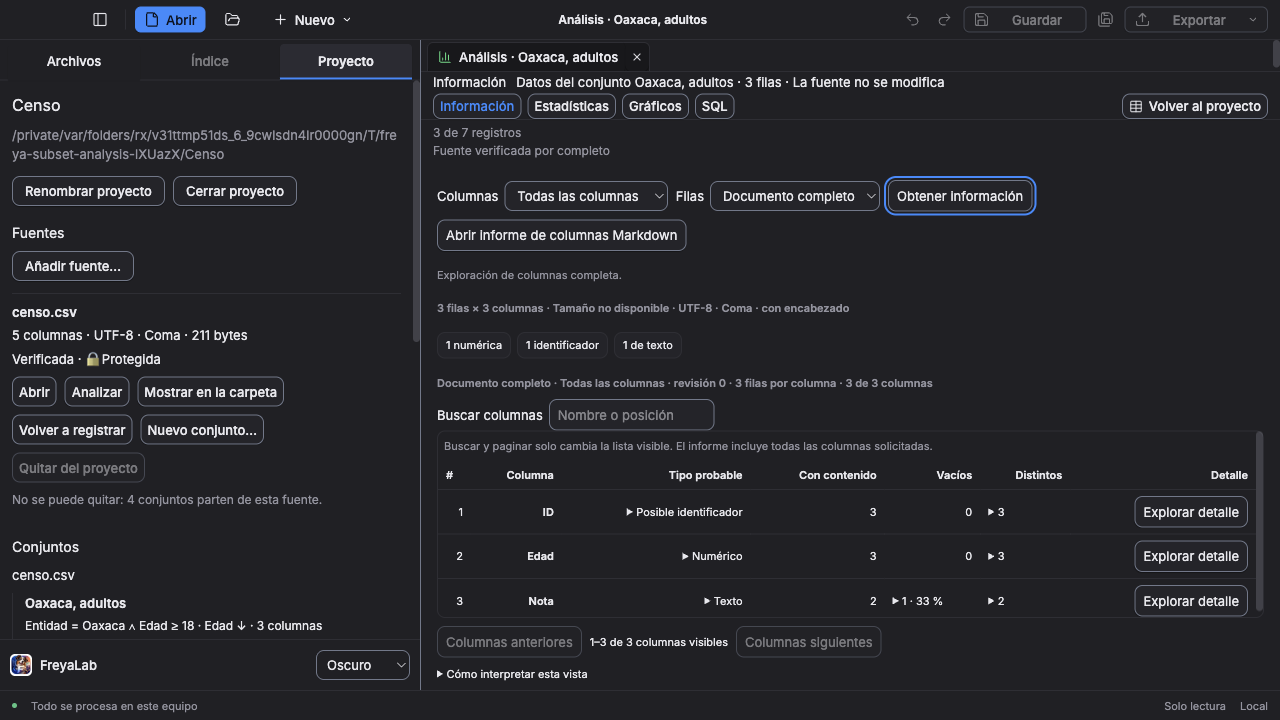 Abrir
Nuevo
Análisis · Oaxaca, adultos
Guardar
Exportar
Archivos
Índice
Proyecto
Censo
/private/var/folders/rx/v31ttmp51ds_6_9cwlsdn4lr0000gn/T/fre
ya-subset-analysis-lXUazX/Censo
Renombrar proyecto
Cerrar proyecto
Fuentes
Añadir fuente...
censo.csv
5 columnas · UTF-8 · Coma · 211 bytes
Verificada · 🔒Protegida
Abrir
Analizar
Mostrar en la carpeta
Volver a registrar
Nuevo conjunto...
Quitar del proyecto
No se puede quitar: 4 conjuntos parten de esta fuente.
Conjuntos
censo.csv
Oaxaca, adultos
Entidad = Oaxaca ∧ Edad ≥ 18 · Edad ↓ · 3 columnas
FreyaLab
Oscuro
Análisis · Oaxaca, adultos ×
Información Datos del conjunto Oaxaca, adultos · 3 filas · La fuente no se modifica
Información
Estadísticas
Gráficos
SQL
Volver al proyecto
3 de 7 registros
Fuente verificada por completo
Columnas Todas las columnas Filas Documento completo Obtener información
Abrir informe de columnas Markdown
Exploración de columnas completa.
3 filas × 3 columnas · Tamaño no disponible · UTF-8 · Coma · con encabezado
1 numérica
1 identificador
1 de texto
Documento completo · Todas las columnas · revisión 0 · 3 filas por columna · 3 de 3 columnas
Buscar columnas Nombre o posición
Buscar y paginar solo cambia la lista visible. El informe incluye todas las columnas solicitadas.
# Columna Tipo probable Con contenido Vacíos Distintos Detalle
1 ID ▶ Posible identificador 3 0 ▶ 3 Explorar detalle
2 Edad ▶ Numérico 3 0 ▶ 3 Explorar detalle
3 Nota ▶ Texto 2 ▶ 1 · 33 % ▶ 2 Explorar detalle
Columnas anteriores 1–3 de 3 columnas visibles Columnas siguientes
▶ Cómo interpretar esta vista
Todo se procesa en este equipo
Solo lectura
Local